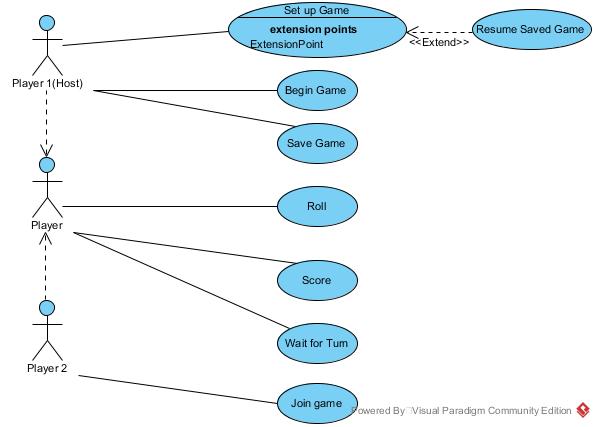 Set up Game
extension points
ExtensionPoint
<<Extend>>
Resume Saved Game
Player 1(Host)
Begin Game
Save Game
Roll
Player
Score
Wait for Turn
Player 2
Join game
Powered By Visual Paradigm Community Edition